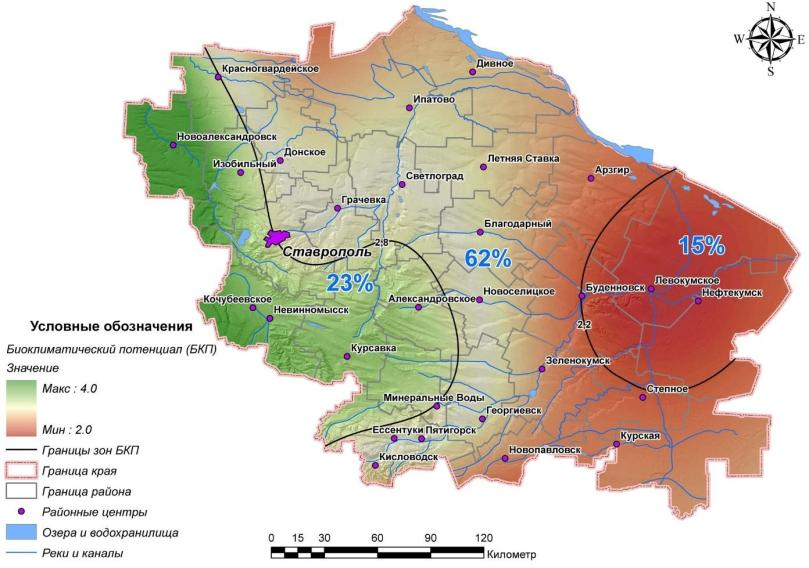 N
W E
S
Дивное
Красногвардейское
Ипатово
Новоалександровск
Донское
Изобильный
Летняя Ставка
Арзгир
Светлоград
Грачевка
Благодарный
2,8
Ставрополь
15%
62%
23%
Левокумское
Буденновск
Нефтекумск
Новоселицкое
Александровское
Кочубеевское
Невинномысск
2,2
Курсавка
Зеленокумск
Степное
Минеральные Воды
Георгиевск
Ессентуки Пятигорск
Курская
Новопавловск
Кисловодск
Условные обозначения
Биоклиматический потенциал (БКП)
Значение
Макс : 4.0
Мин : 2.0
Границы зон БКП
Граница края
Граница района
Районные центры
Озера и водохранилища
Реки и каналы
0 15 30 60 90 120
Километр